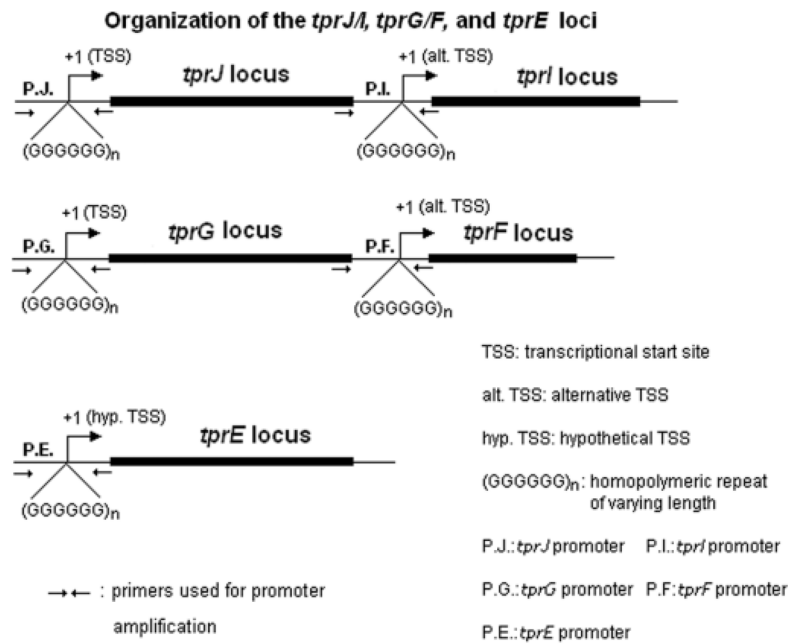 Organization of the tprJ/I, tprG/F, and tprE loci
+1 (TSS)
tprJ locus
+1 (alt. TSS)
tprI locus
P.J.
P.I.
(GGGGGG)n
(GGGGGG)n
+1 (TSS)
tprG locus
+1 (alt. TSS)
tprF locus
P.G.
P.F.
(GGGGGG)n
(GGGGGG)n
+1 (hyp. TSS)
tprE locus
P.E.
(GGGGGG)n
: primers used for promoter
amplification
TSS: transcriptional start site
alt. TSS: alternative TSS
hyp. TSS: hypothetical TSS
(GGGGGG)n: homopolymeric repeat
of varying length
P.J.: tprJ promoter P.I.: tprI promoter
P.G.: tprG promoter P.F: tprF promoter
P.E.: tprE promoter